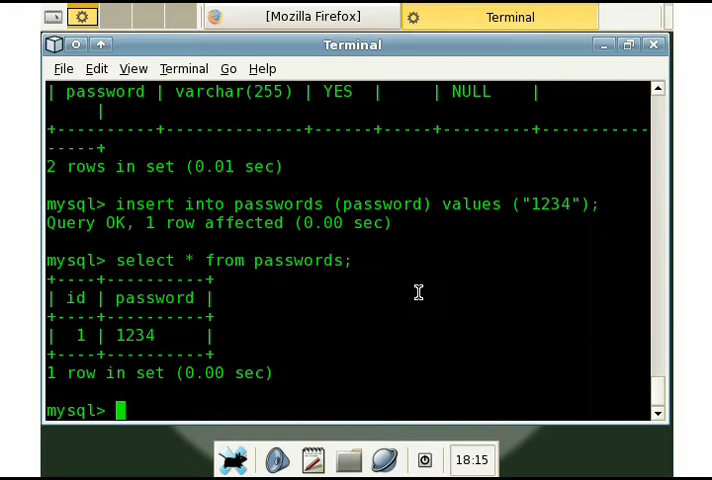 [Mozilla Firefox]
Terminal
Terminal
File Edit View Terminal Go Help
| password | varchar(255) | YES  |     | NULL    |
     |
+----------+--------------+------+-----+---------+-----------
-----+
2 rows in set (0.01 sec)
mysql> insert into passwords (password) values ("1234");
Query OK, 1 row affected (0.00 sec)
mysql> select * from passwords;
+----+----------+
| id | password |
+----+----------+
|  1 | 1234     |
+----+----------+
1 row in set (0.00 sec)
mysql>
18:15